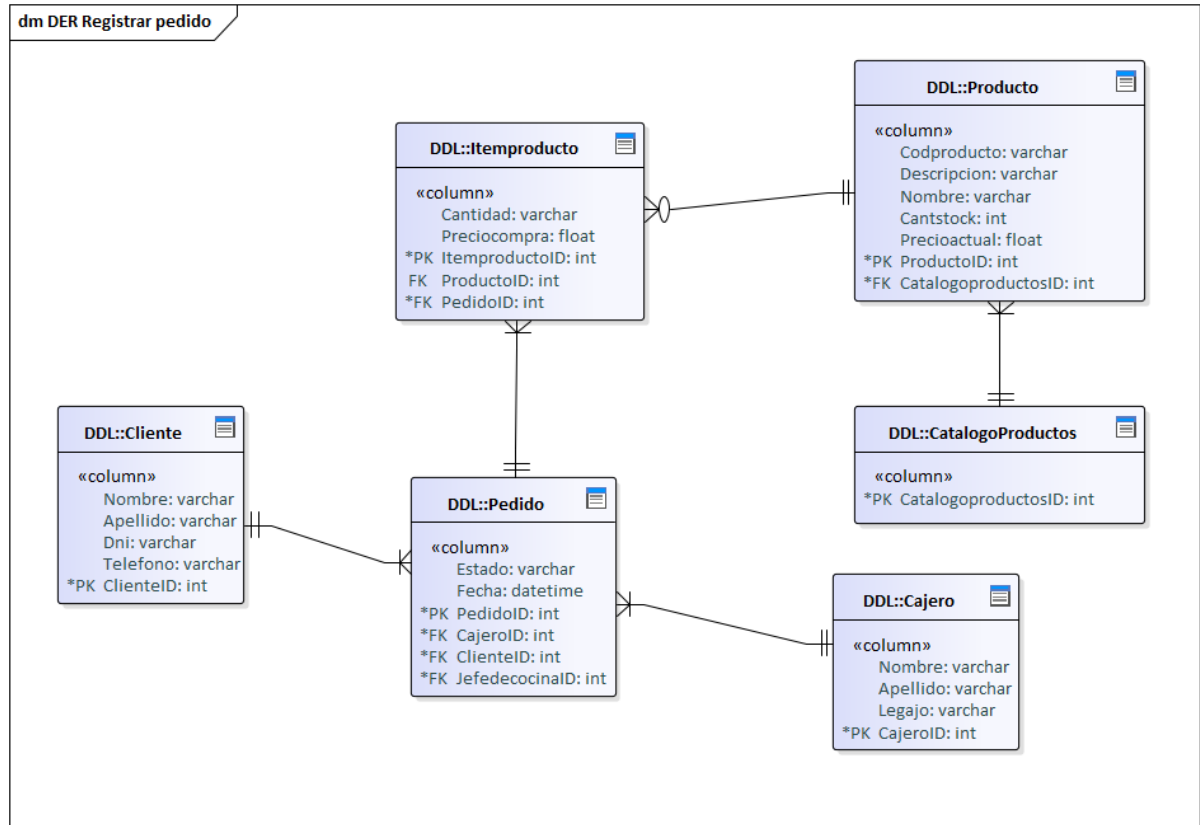 dm DER Registrar pedido
DDL::Producto
«column»
Codproducto: varchar
Descripcion: varchar
Nombre: varchar
Cantstock: int
Precioactual: float
*PK ProductoID: int
*FK CatalogoproductosID: int
DDL::Itemproducto
«column»
Cantidad: varchar
Preciocompra: float
*PK ItemproductoID: int
FK ProductoID: int
*FK PedidoID: int
DDL::Cliente
«column»
Nombre: varchar
Apellido: varchar
Dni: varchar
Telefono: varchar
*PK ClienteID: int
DDL::CatalogoProductos
«column»
*PK CatalogoproductosID: int
DDL::Pedido
«column»
Estado: varchar
Fecha: datetime
*PK PedidoID: int
*FK CajeroID: int
*FK ClienteID: int
*FK JefedecocinaID: int
DDL::Cajero
«column»
Nombre: varchar
Apellido: varchar
Legajo: varchar
*PK CajeroID: int